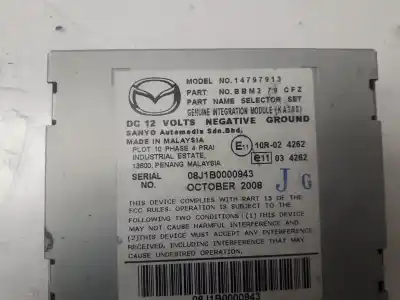 MODEL NO. 14797913
PART NO. BBM3 79 CFZ
PART NAME SELECTOR SET
GENUINE INTEGRATION MODULE (KASBS)
DC 12 VOLTS NEGATIVE GROUND
SANYO Automedia Sdn.Bhd.
MADE IN MALAYSIA
PLOT 10 PHASE 4 PRAI
INDUSTRIAL ESTATE,
13600, PENANG MALAYSIA
E11 10R-02 4262
e11 03 4262
SERIAL NO. 08J1B0000943
OCTOBER 2008
J G
THIS DEVICE COMPLIES WITH PART 15 OF THE
FCC RULES. OPERATION IS SUBJECT TO THE
FOLLOWING TWO CONDITIONS:(1) THIS DEVICE
MAY NOT CAUSE HARMFUL INTERFERENCE AND
(2)THIS DEVICE MUST ACCEPT ANY INTERFERENCE
RECEIVED, INCLUDING INTERFERENCE THAT MAY
CAUSE UNDESIRED OPERATION.
08J1B0000943